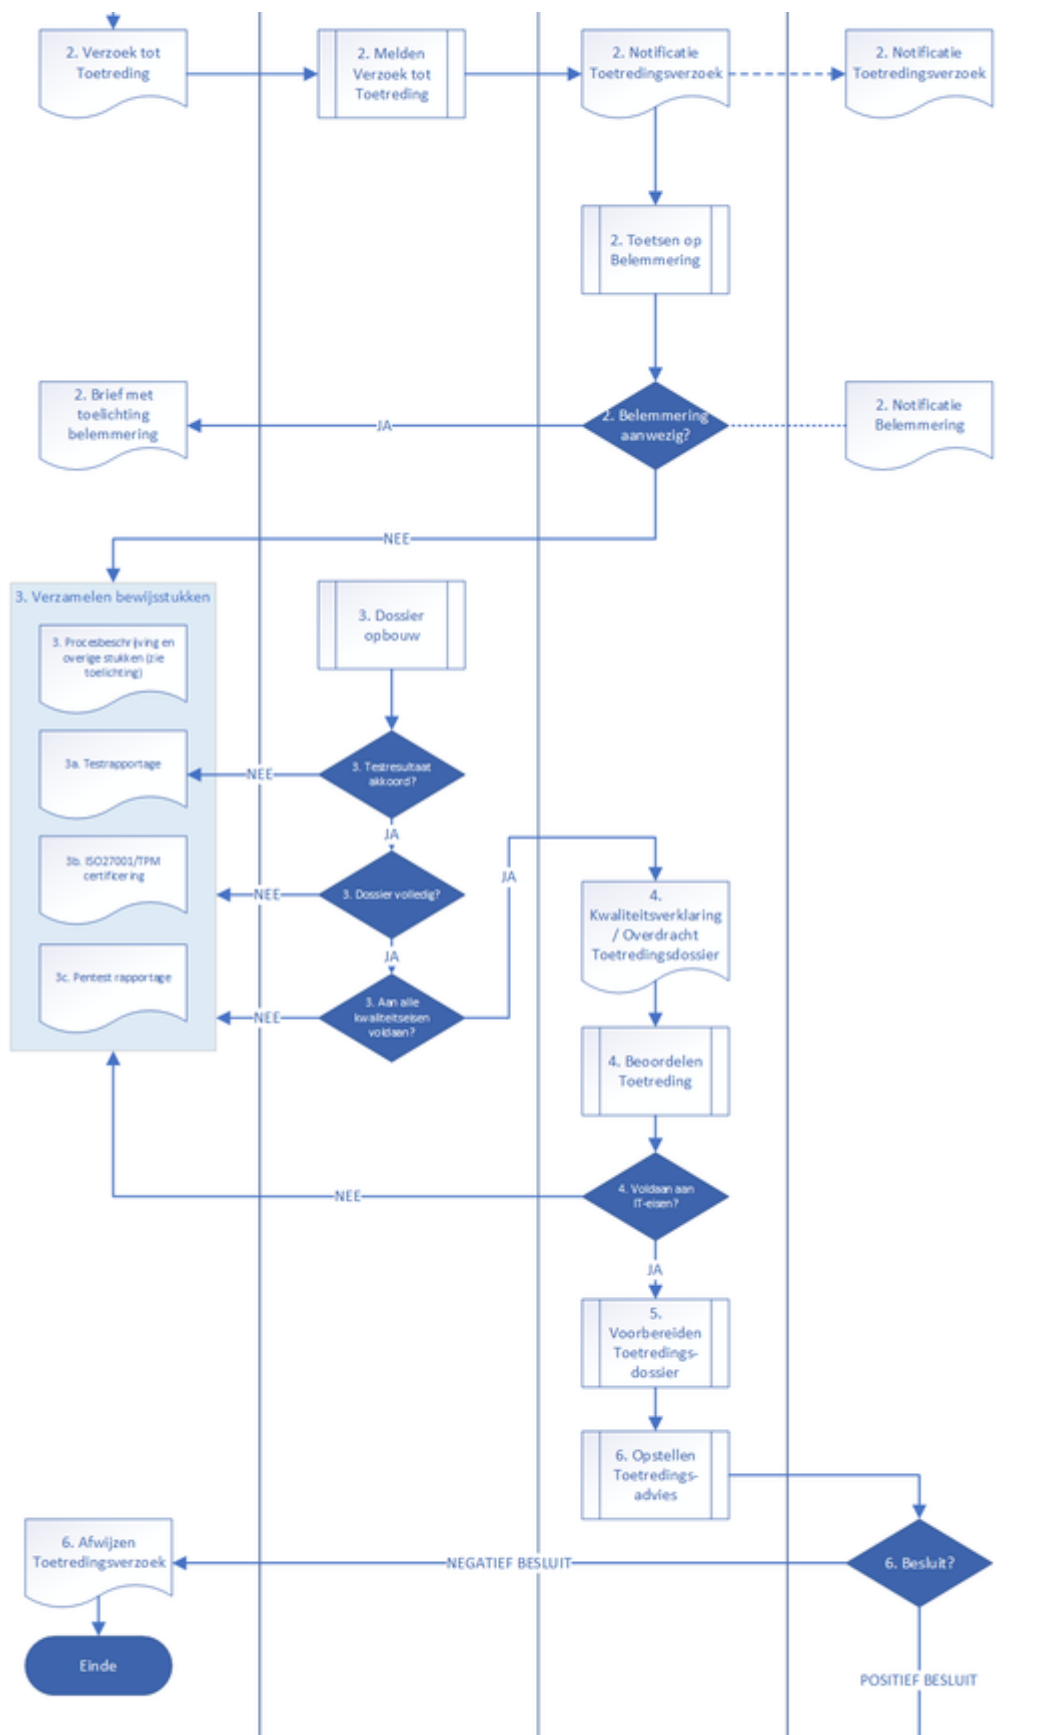 2. Verzoek tot
Toetreding
2. Melden
Verzoek tot
Toetreding
2. Notificatie
Toetredingsverzoek
2. Notificatie
Toetredingsverzoek
2. Toetsen op
Belemmering
2. Brief met
toelichting
belemmering
JA
2. Belemmering
aanwezig?
2. Notificatie
Belemmering
NEE
3. Verzamelen bewijsstukken
3. Procesbeschrijving en
overige stukken (zie
toelichting)
3. Dossier
opbouw
3a. Testrapportage
NEE
3. Testresultaat
akkoord?
JA
3b. ISO27001/TPM
certificering
NEE
3. Dossier volledig?
JA
JA
4.
Kwaliteitsverklaring
/ Overdracht
Toetredingsdossier
3c. Pentest rapportage
NEE
3. Aan alle
kwaliteitseisen
voldaan?
4. Beoordelen
Toetreding
NEE
4. Voldaan aan
IT-eisen?
JA
5.
Voorbereiden
Toetredings-
dossier
6. Opstellen
Toetredings-
advies
6. Afwijzen
Toetredingsverzoek
NEGATIEF BESLUIT
6. Besluit?
Einde
POSITIEF BESLUIT